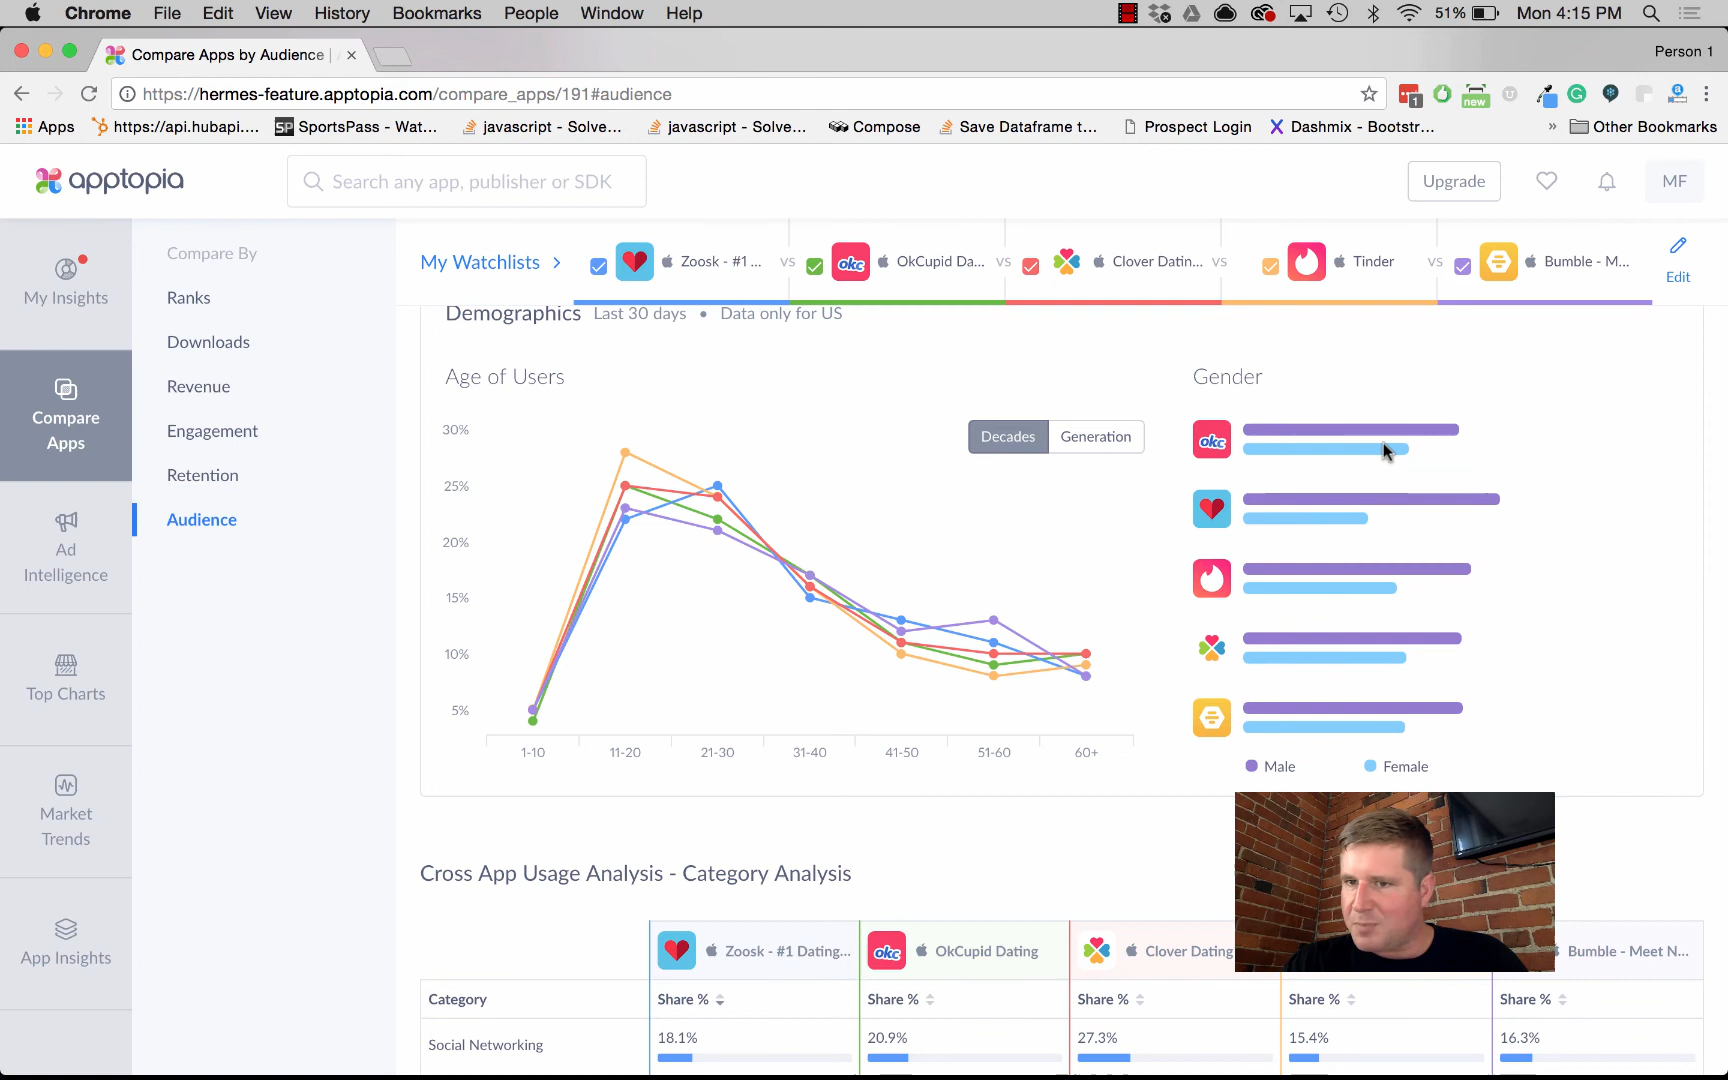 Chrome File Edit View History Bookmarks People Window Help 51% Mon 4:15 PM
Compare Apps by Audience | Person 1
https://hermes-feature.apptopia.com/compare_apps/191#audience 1 new
Apps https://api.hubapi.... SP SportsPass - Wat... javascript - Solve... javascript - Solve... Compose Save Dataframe t... Prospect Login Dashmix - Bootstr... » Other Bookmarks
apptopia Search any app, publisher or SDK Upgrade MF
My Insights
Compare
Apps
Ad
Intelligence
Top Charts
Market
Trends
App Insights
Compare By
Ranks
Downloads
Revenue
Engagement
Retention
Audience
My Watchlists > Zoosk - #1 ... VS okc OkCupid Da... VS Clover Datin... VS Tinder VS Bumble - M... Edit
Demographics Last 30 days • Data only for US
Age of Users
Decades Generation
30%
25%
20%
15%
10%
5%
1-10 11-20 21-30 31-40 41-50 51-60 60+
Gender
okc
Male Female
Cross App Usage Analysis - Category Analysis
Zoosk - #1 Dating... okc OkCupid Dating Clover Dating Bumble - Meet N...
Category Share % Share % Share % Share % Share %
Social Networking 18.1% 20.9% 27.3% 15.4% 16.3%